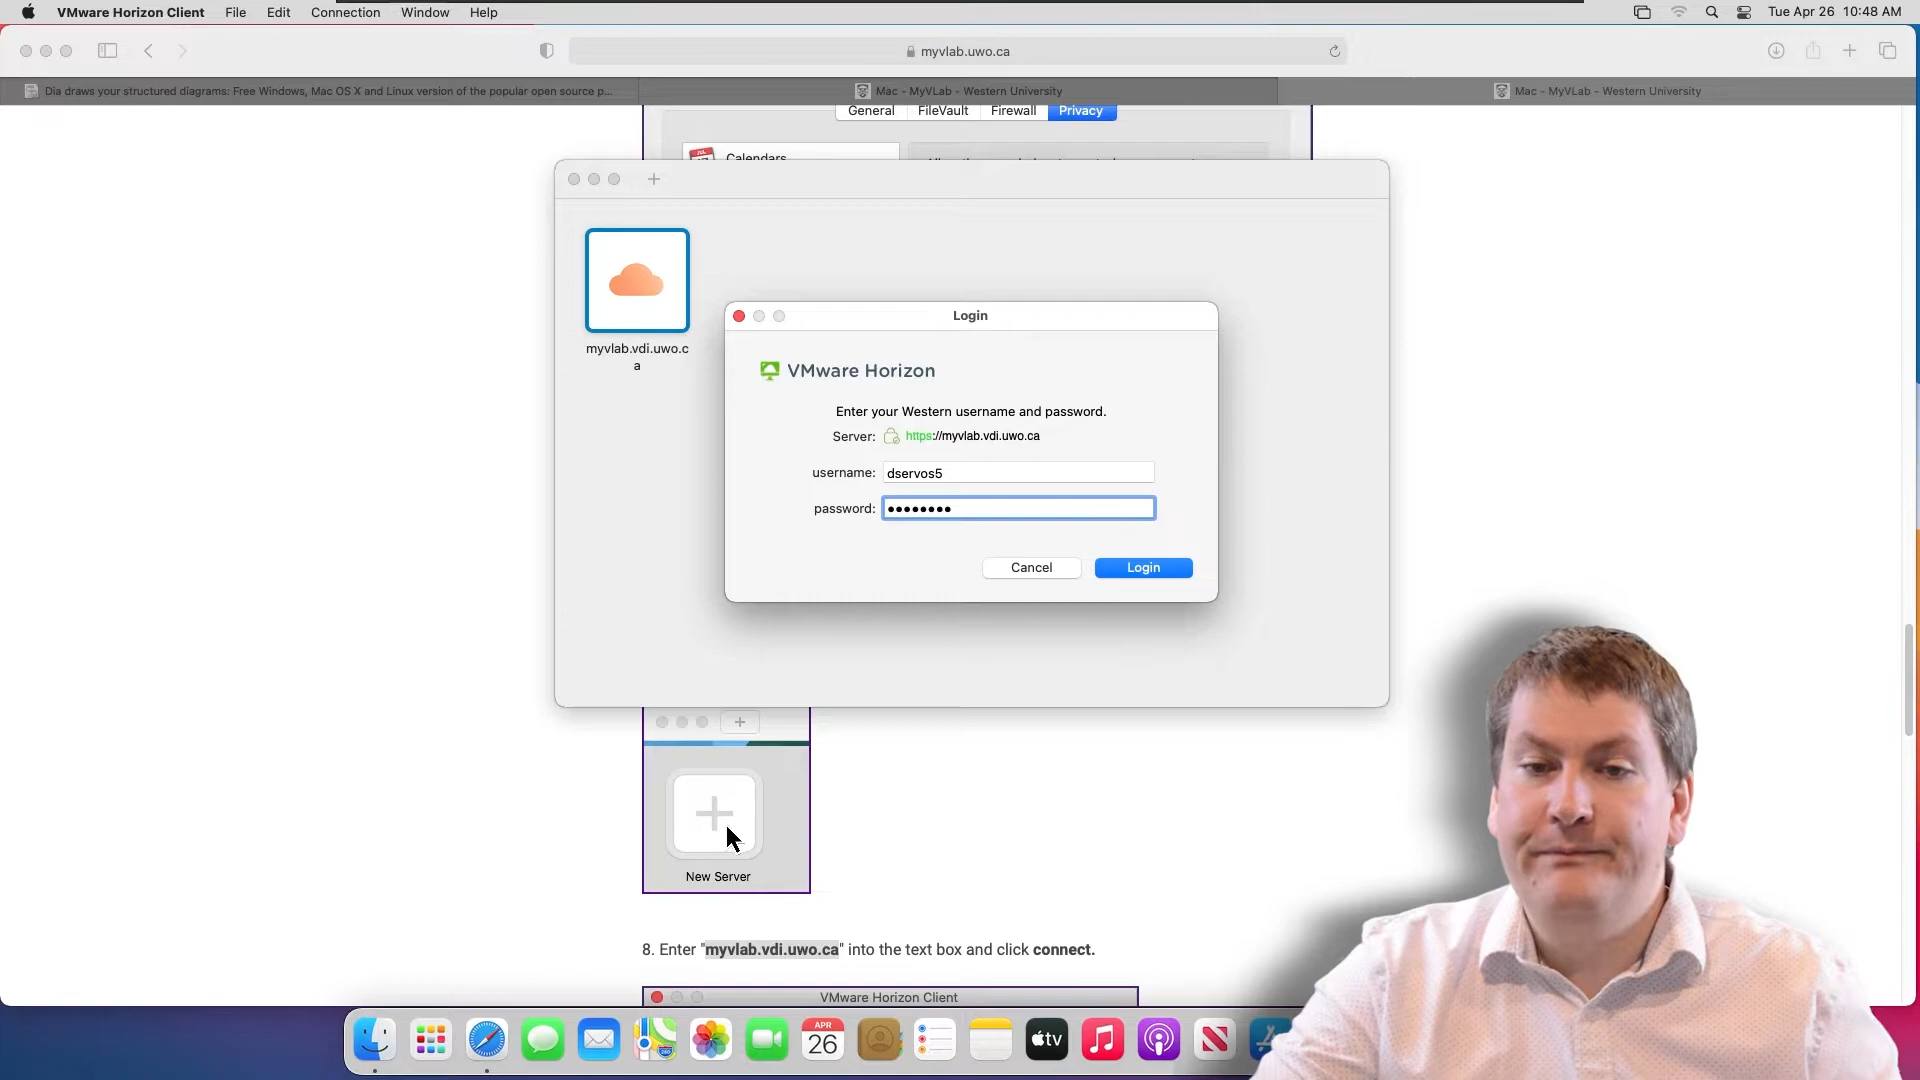 VMware Horizon Client File Edit Connection Window Help Tue Apr 26 10:48 AM
myvlab.uwo.ca
Dia draws your structured diagrams: Free Windows, Mac OS X and Linux version of the popular open source p...
Mac - MyVLab - Western University
Mac - MyVLab - Western University
General FileVault Firewall Privacy
Calendars
myvlab.vdi.uwo.c
a
Login
VMware Horizon
Enter your Western username and password.
Server: https://myvlab.vdi.uwo.ca
username: dservos5
password: ••••••••
Cancel Login
New Server
8. Enter "myvlab.vdi.uwo.ca" into the text box and click connect.
VMware Horizon Client
APR
26
tv